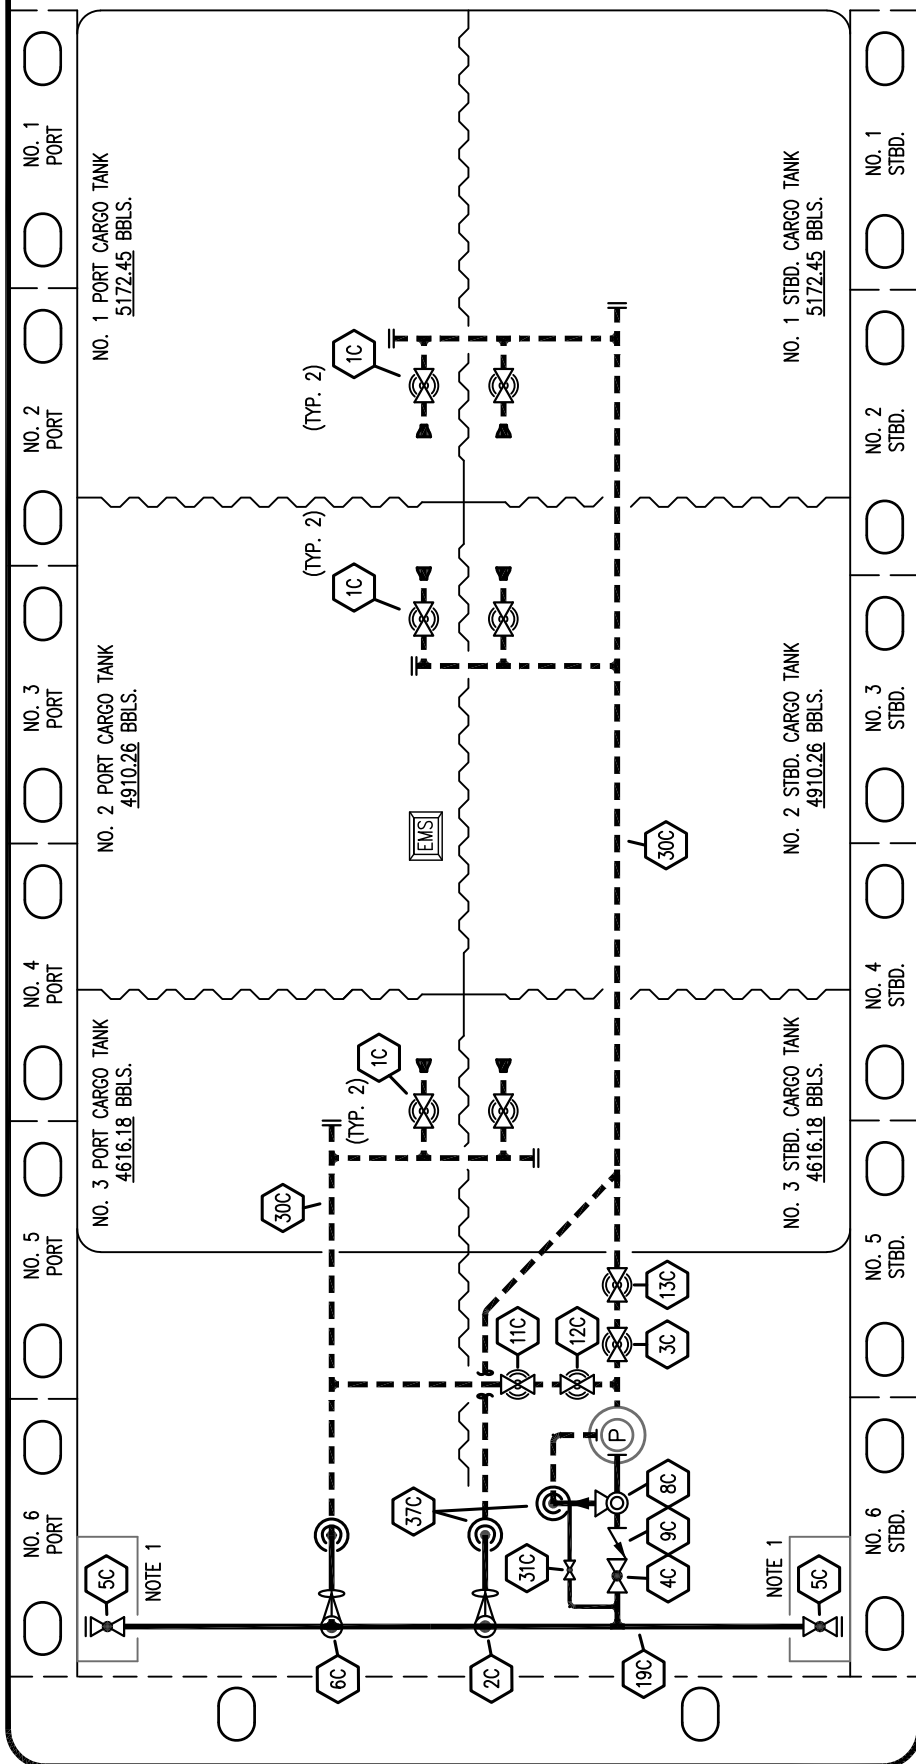 NO. 1
PORT
NO. 2
PORT
NO. 3
PORT
NO. 4
PORT
NO. 5
PORT
NO. 6
PORT
NO. 1 PORT CARGO TANK
5172.45 BBLS.
NO. 2 PORT CARGO TANK
4910.26 BBLS.
NO. 3 PORT CARGO TANK
4616.18 BBLS.
1C
(TYP. 2)
1C
(TYP. 2)
1C
(TYP. 2)
EMS
30C
30C
11C
12C
13C
3C
P
37C
8C
9C
4C
31C
5C
NOTE 1
6C
2C
19C
NOTE 1
5C
NO. 1 STBD. CARGO TANK
5172.45 BBLS.
NO. 2 STBD. CARGO TANK
4910.26 BBLS.
NO. 3 STBD. CARGO TANK
4616.18 BBLS.
NO. 1
STBD.
NO. 2
STBD.
NO. 3
STBD.
NO. 4
STBD.
NO. 5
STBD.
NO. 6
STBD.